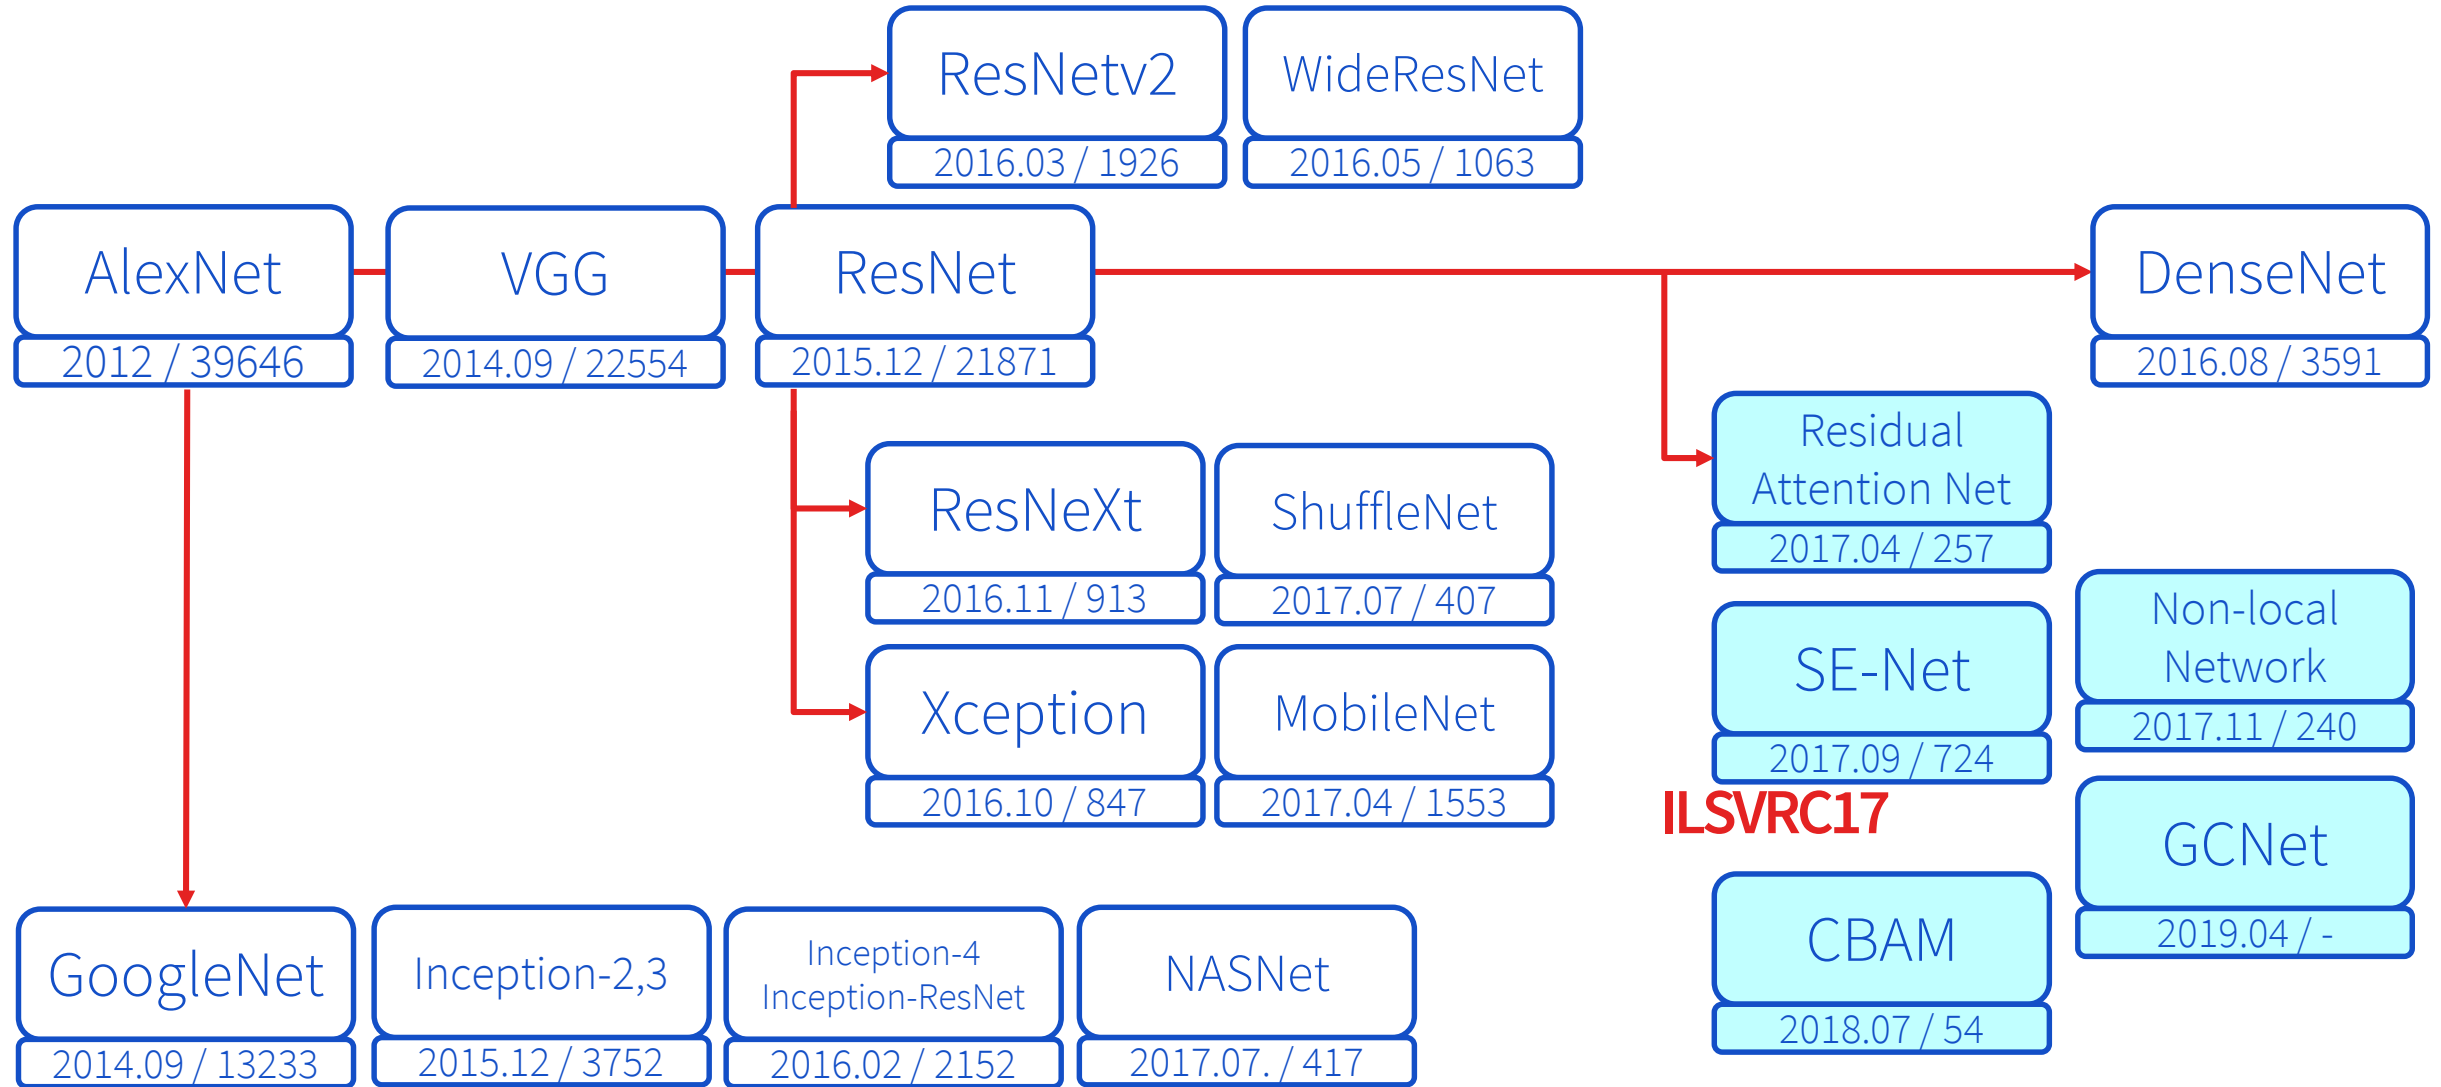 ResNetv2
2016.03 / 1926
WideResNet
2016.05 / 1063
AlexNet
2012 / 39646
VGG
2014.09 / 22554
ResNet
2015.12 / 21871
DenseNet
2016.08 / 3591
ResNeXt
2016.11 / 913
ShuffleNet
2017.07 / 407
Residual
Attention Net
2017.04 / 257
Xception
2016.10 / 847
MobileNet
2017.04 / 1553
SE-Net
2017.09 / 724
ILSVRC17
Non-local
Network
2017.11 / 240
GCNet
2019.04 / -
CBAM
2018.07 / 54
GoogleNet
2014.09 / 13233
Inception-2,3
2015.12 / 3752
Inception-4
Inception-ResNet
2016.02 / 2152
NASNet
2017.07. / 417